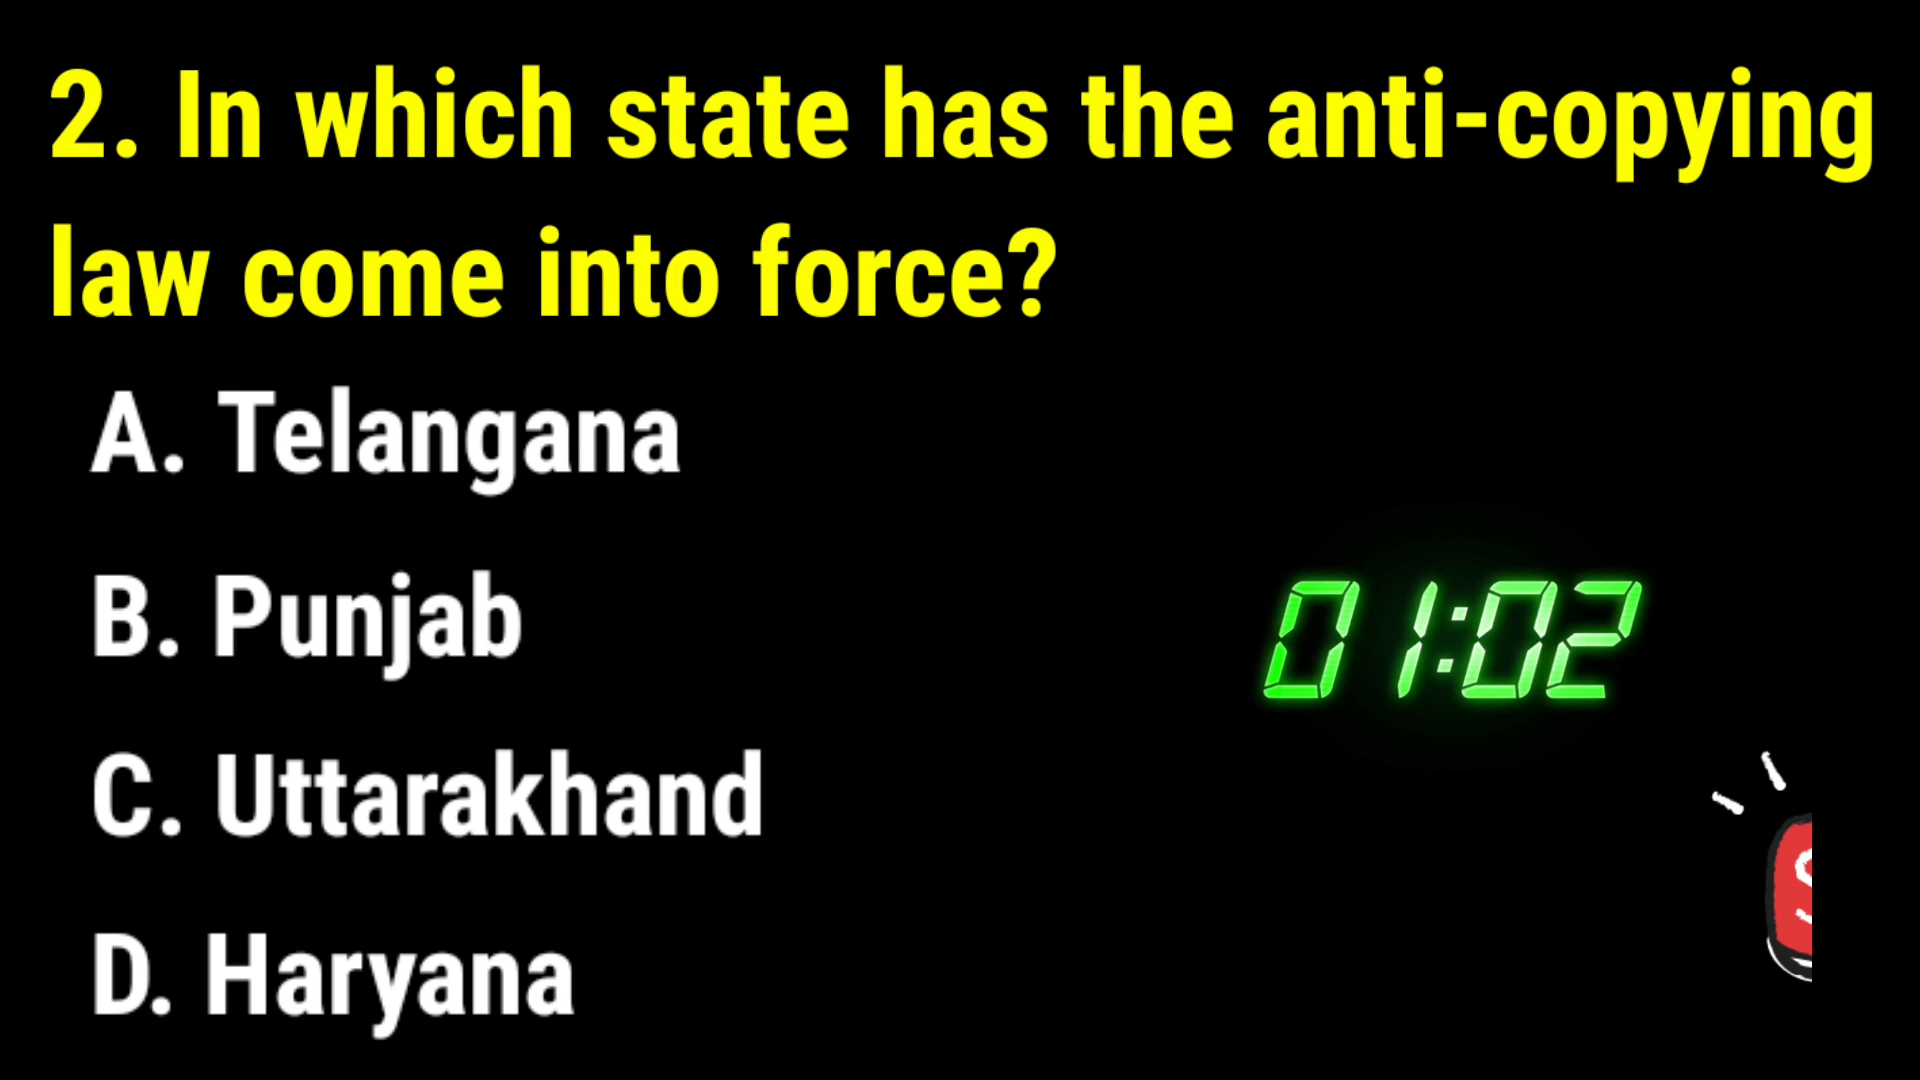 2. In which state has the anti-copying
law come into force?
A. Telangana
B. Punjab
01:02
C. Uttarakhand
D. Haryana